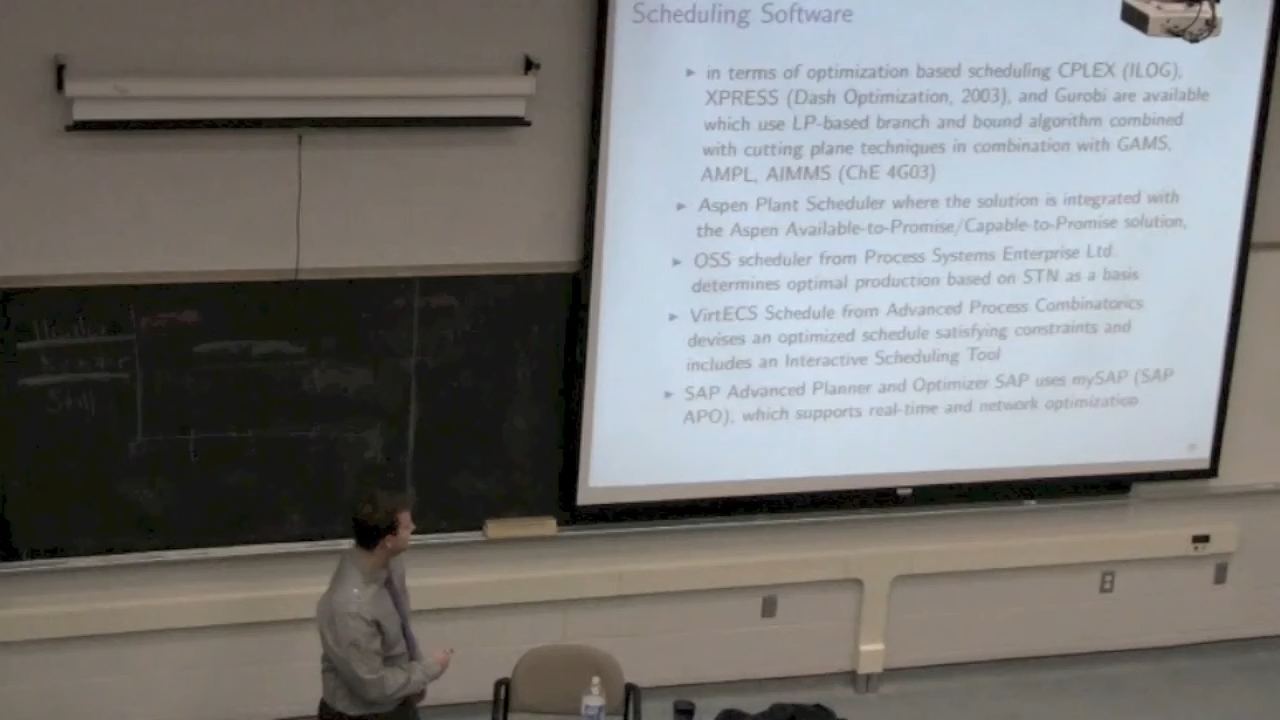 Scheduling Software
▶ in terms of optimization based scheduling CPLEX (ILOG),
XPRESS (Dash Optimization, 2003), and Gurobi are available
which use LP-based branch and bound algorithm combined
with cutting plane techniques in combination with GAMS,
AMPL, AIMMS (ChE 4G03)
▶ Aspen Plant Scheduler where the solution is integrated with
the Aspen Available-to-Promise/Capable-to-Promise solution,
▶ OSS scheduler from Process Systems Enterprise Ltd.
determines optimal production based on STN as a basis
▶ VirtECS Schedule from Advanced Process Combinatorics
devises an optimized schedule satisfying constraints and
includes an Interactive Scheduling Tool
▶ SAP Advanced Planner and Optimizer SAP uses mySAP (SAP
APO), which supports real-time and network optimization
Still